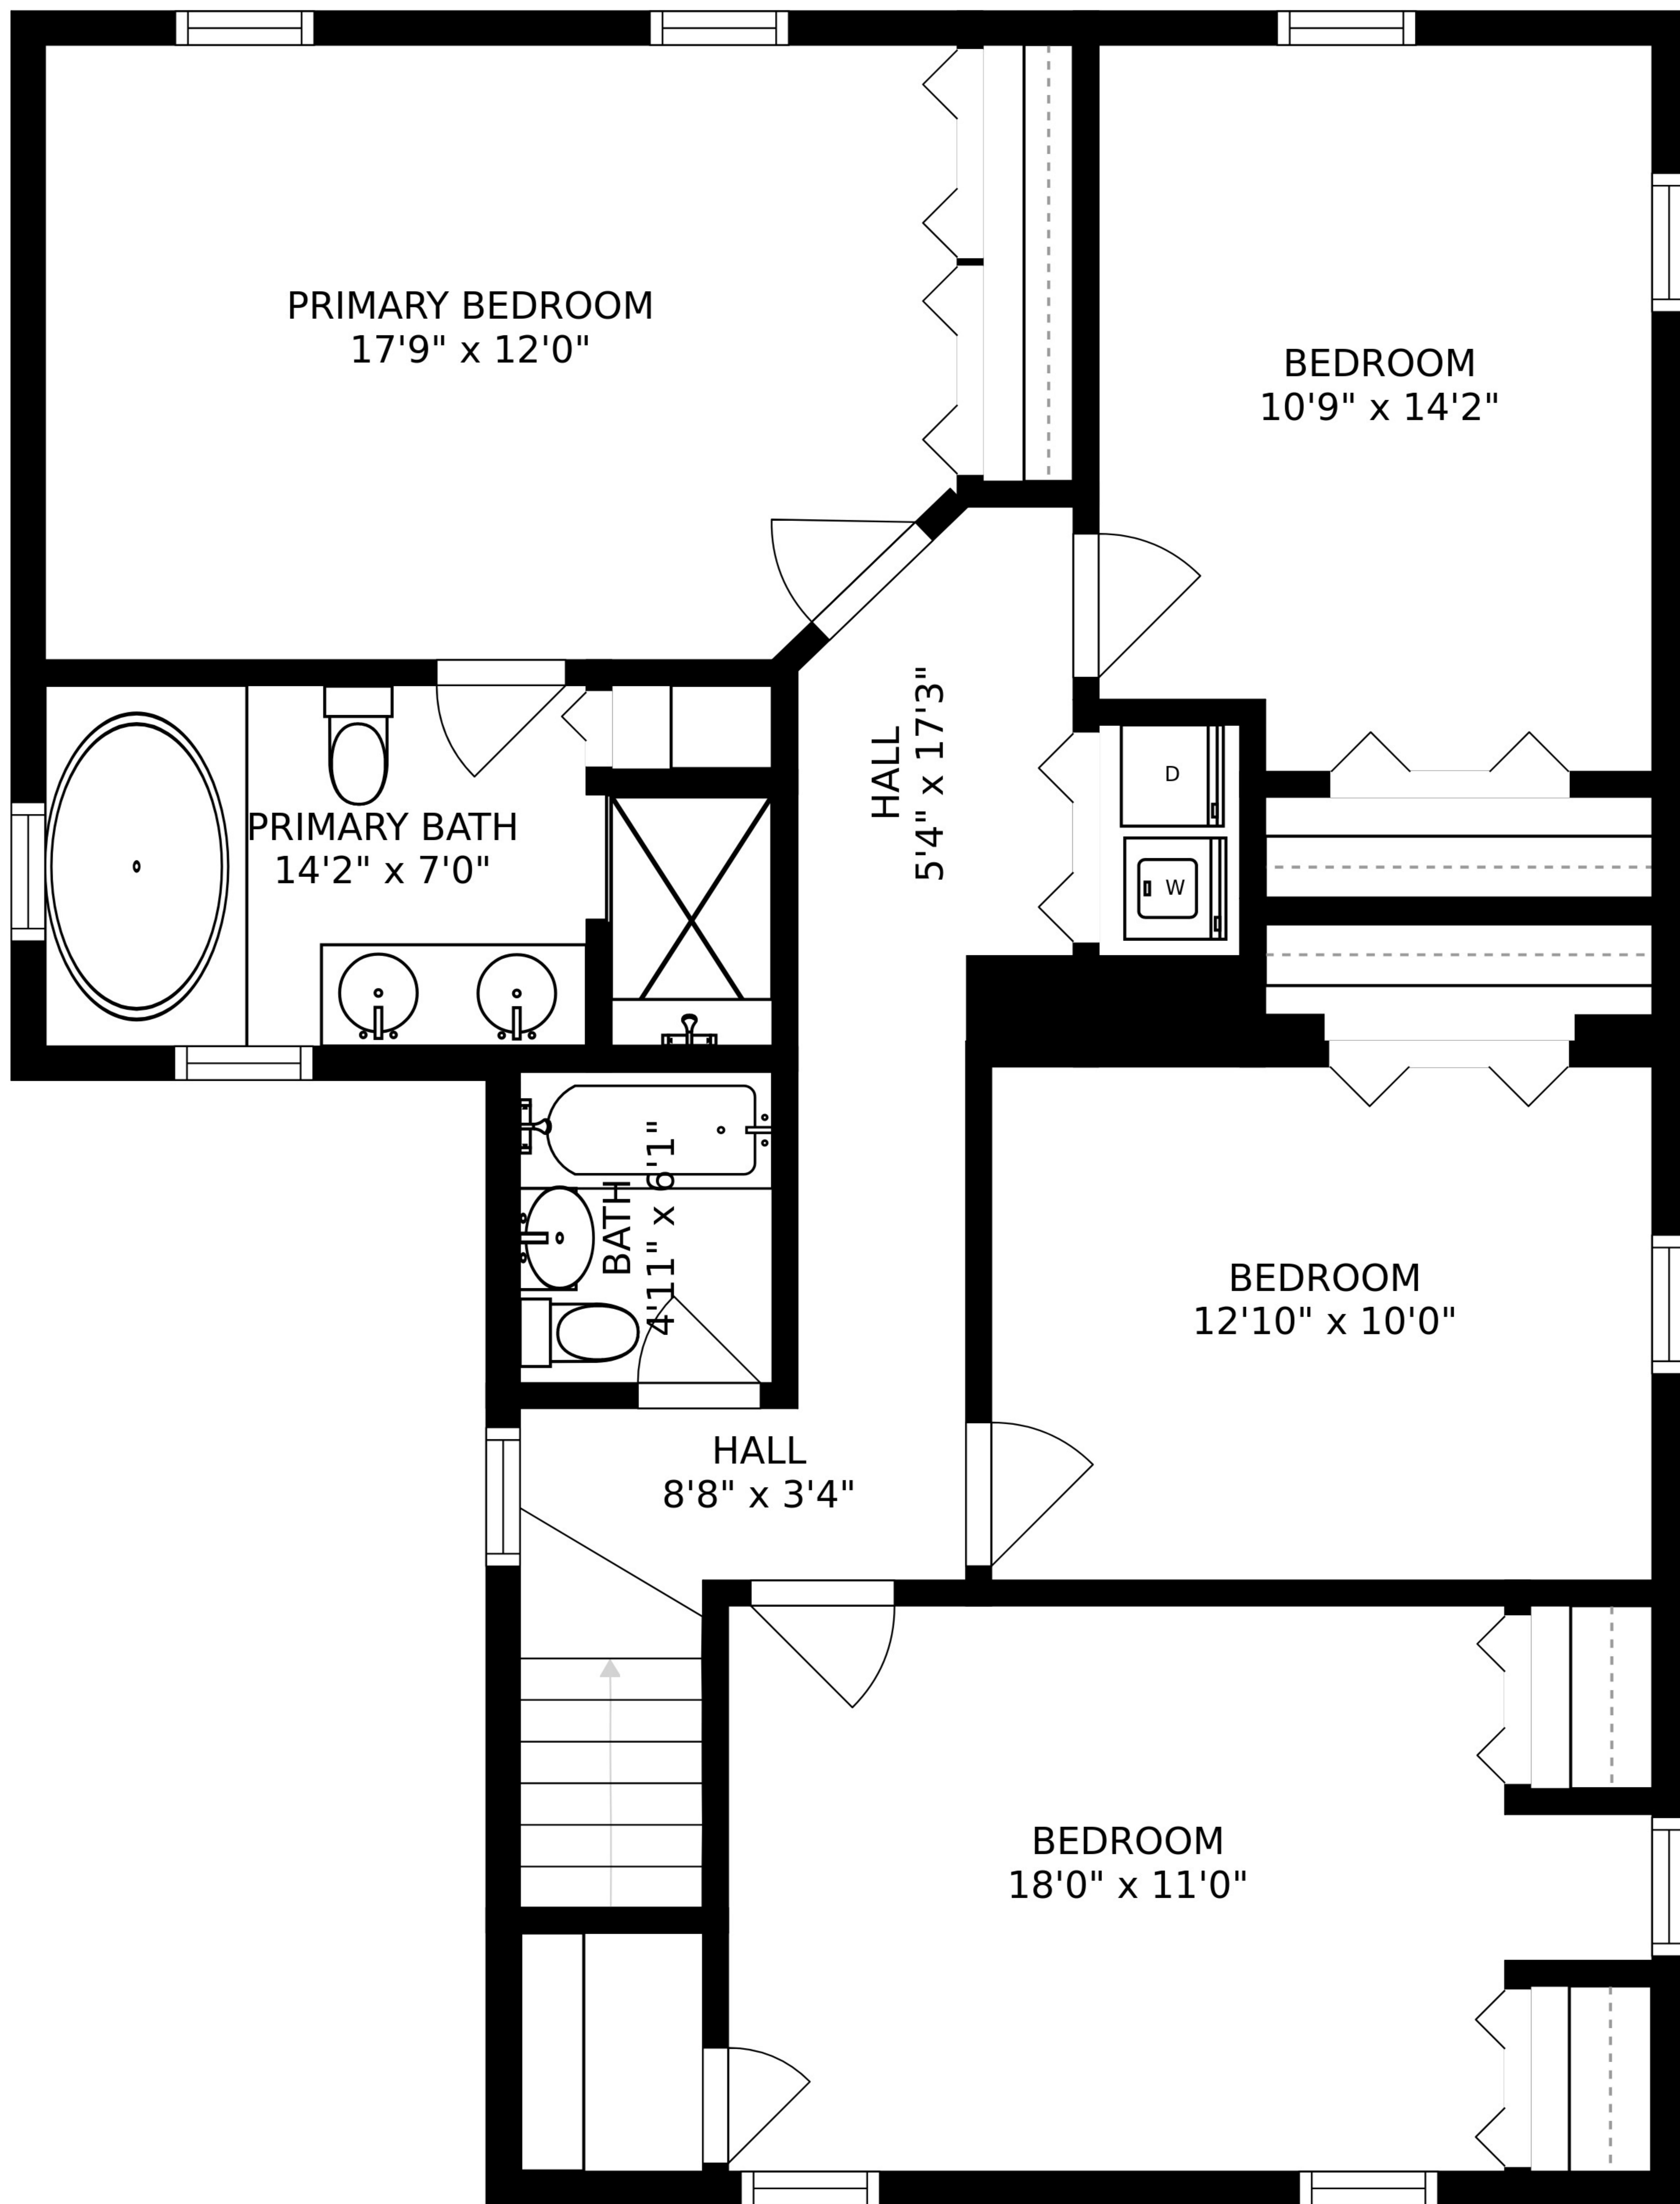 PRIMARY BEDROOM
17'9" x 12'0"
BEDROOM
10'9" x 14'2"
HALL
5'4" x 17'3"
D
W
PRIMARY BATH
14'2" x 7'0"
BATH
4'11" x 6'1"
BEDROOM
12'10" x 10'0"
HALL
8'8" x 3'4"
BEDROOM
18'0" x 11'0"